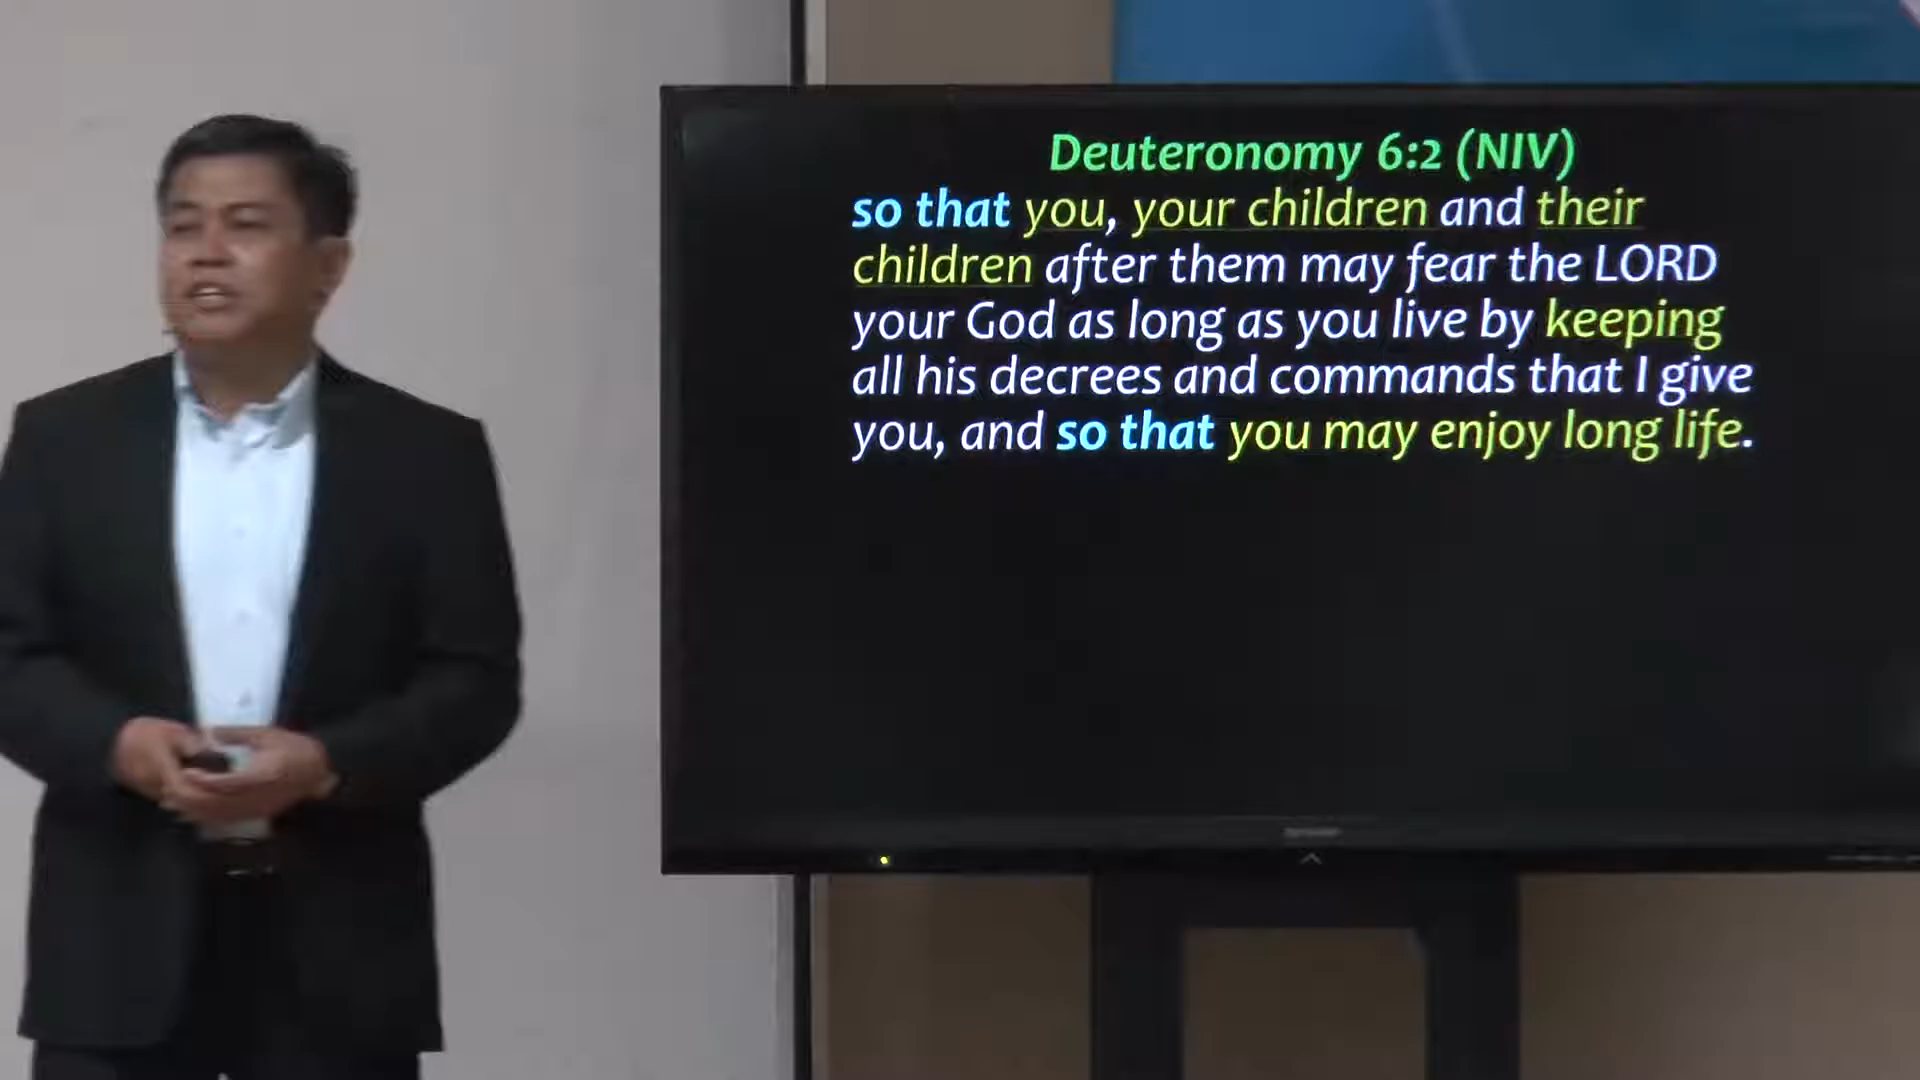 Deuteronomy 6:2 (NIV)
so that you, your children and their
children after them may fear the LORD
your God as long as you live by keeping
all his decrees and commands that I give
you, and so that you may enjoy long life.